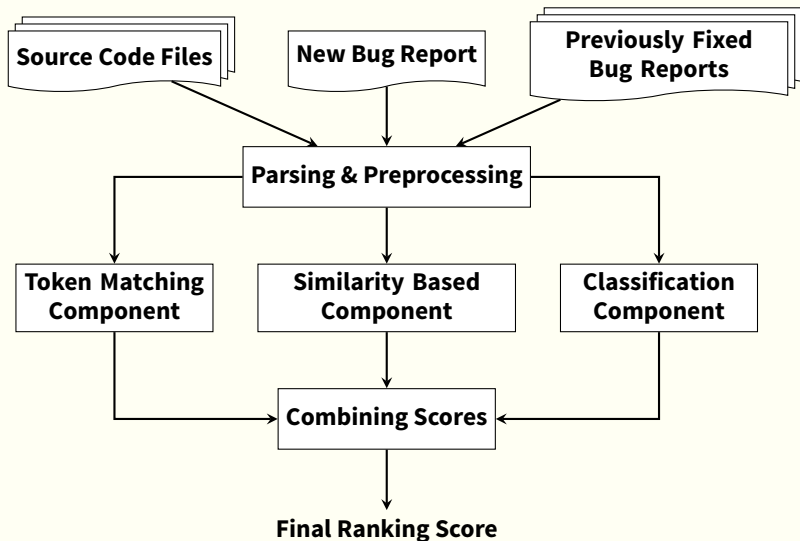 Source Code Files
New Bug Report
Previously Fixed
Bug Reports
Parsing & Preprocessing
Token Matching
Component
Similarity Based
Component
Classification
Component
Combining Scores
Final Ranking Score